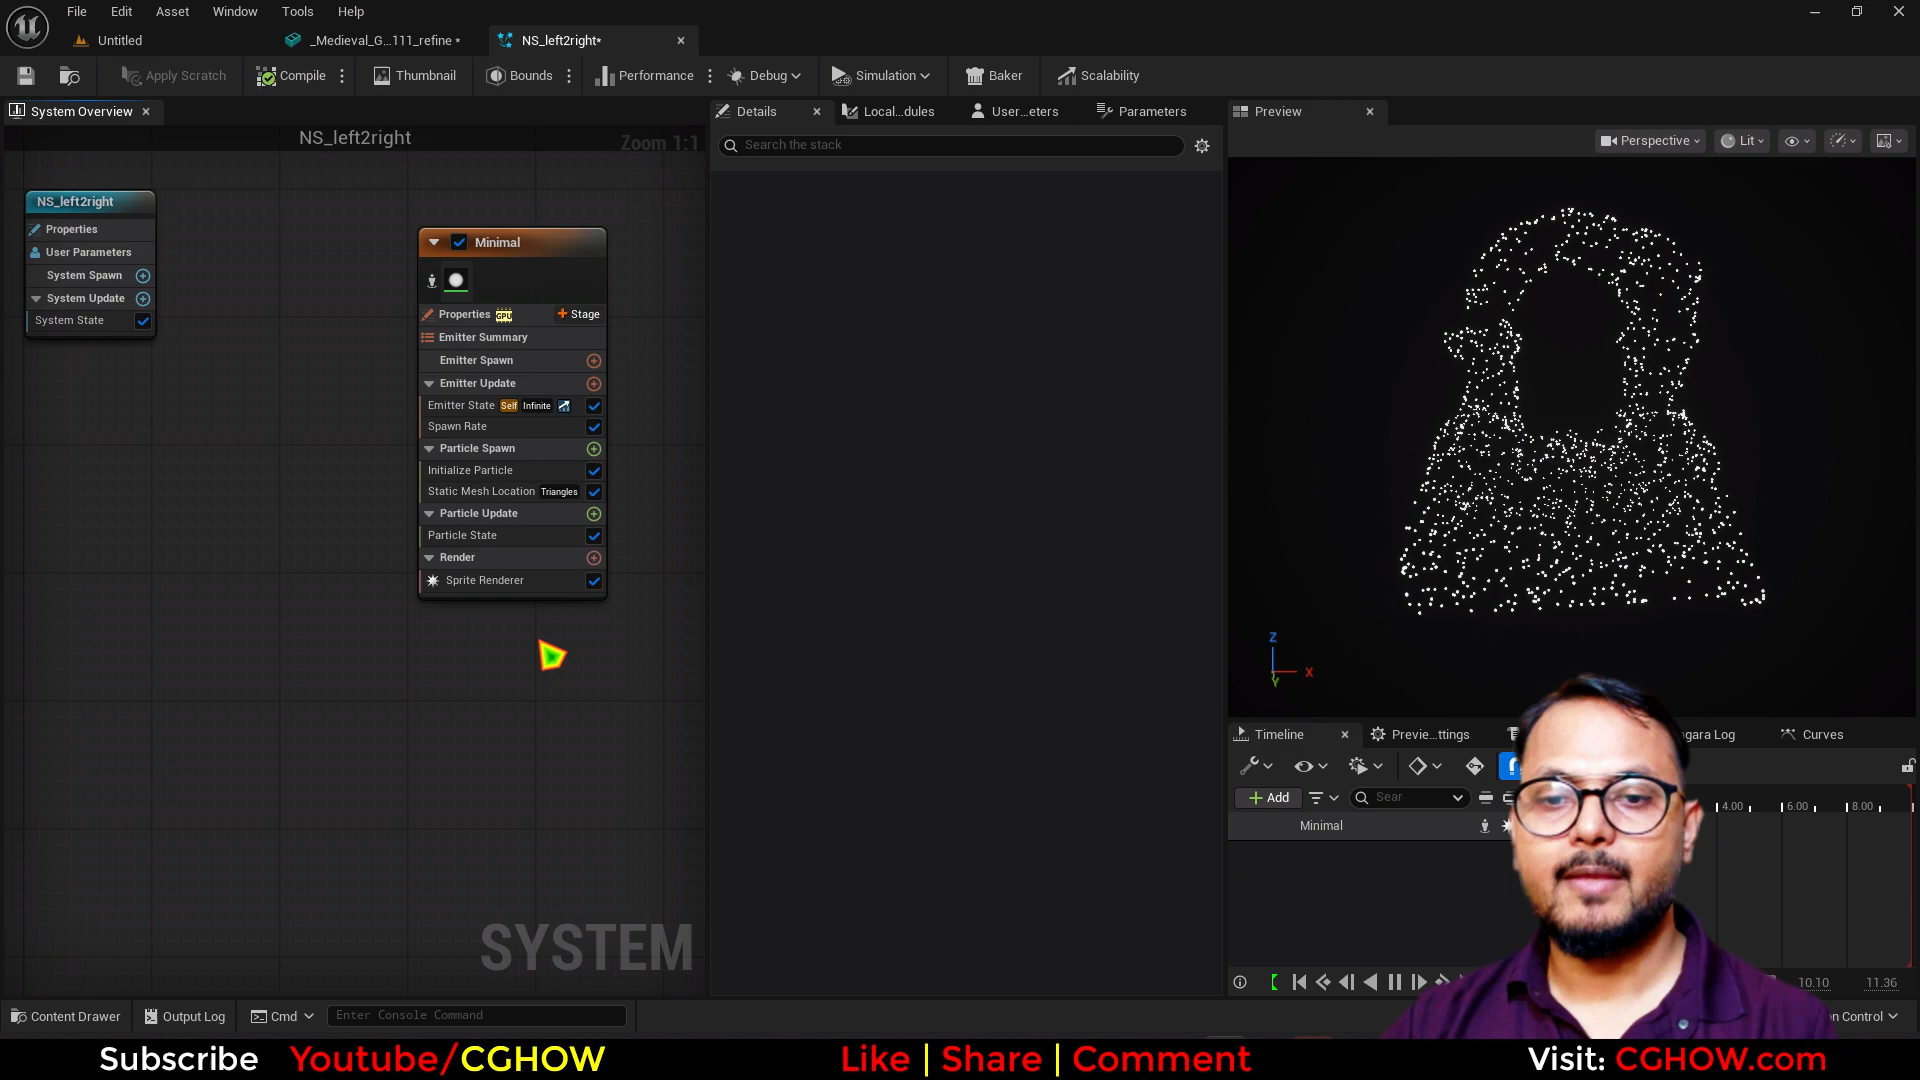 File Edit Asset Window Tools Help
Untitled
_Medieval_G...111_refine *
NS_left2right*
Apply Scratch
Compile
Thumbnail
Bounds
Performance
Debug
Simulation
Baker
Scalability
System Overview
NS_left2right
Zoom 1:1
NS_left2right
Properties
User Parameters
System Spawn
System Update
System State
Minimal
Properties GPU
Stage
Emitter Summary
Emitter Spawn
Emitter Update
Emitter State Self Infinite
Spawn Rate
Particle Spawn
Initialize Particle
Static Mesh Location Triangles
Particle Update
Particle State
Render
Sprite Renderer
SYSTEM
Details
Local...dules
User...eters
Parameters
Search the stack
Preview
Perspective
Lit
Z
X
Y
Timeline
Previe...ttings
gara Log
Curves
Add
Sear
4.00 6.00 8.00
Minimal
10.10 11.36
Content Drawer
Output Log
Cmd
Enter Console Command
n Control
Subscribe Youtube/CGHOW
Like | Share | Comment
Visit: CGHOW.com